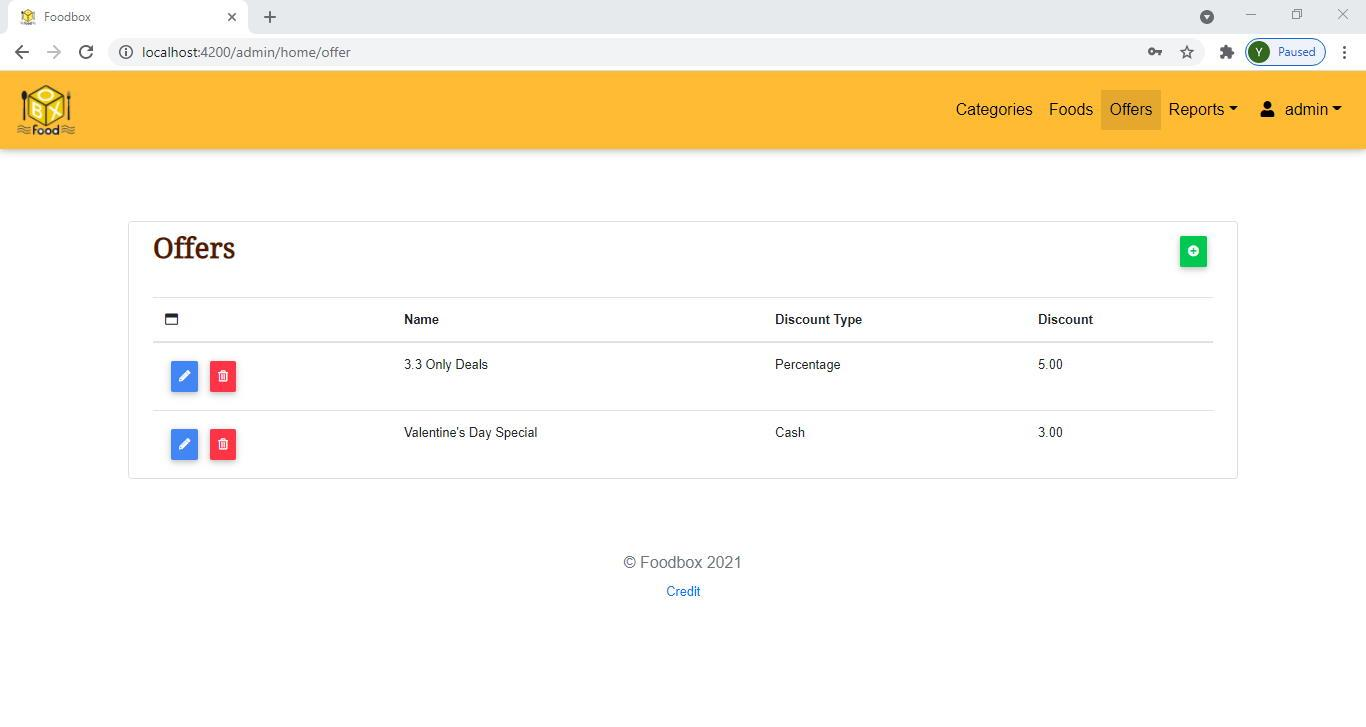 Foodbox
localhost:4200/admin/home/offer
Y Paused
OBX
Food
Categories Foods Offers Reports admin
Offers
Name Discount Type Discount
3.3 Only Deals Percentage 5.00
Valentine's Day Special Cash 3.00
© Foodbox 2021
Credit